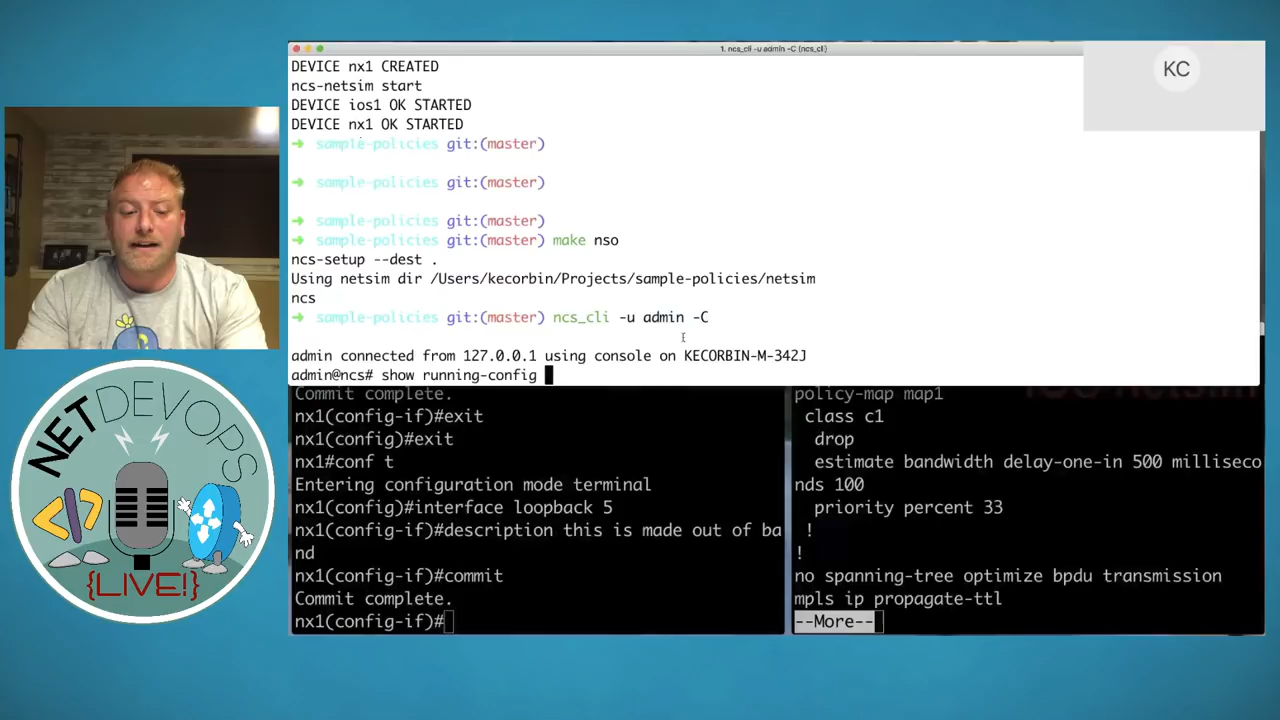 1. ncs_cli -u admin -C (ncs_cli)
DEVICE nx1 CREATED
ncs-netsim start
DEVICE ios1 OK STARTED
DEVICE nx1 OK STARTED
➜ sample-policies git:(master)
➜ sample-policies git:(master)
➜ sample-policies git:(master)
➜ sample-policies git:(master) make nso
ncs-setup --dest .
Using netsim dir /Users/kecorbin/Projects/sample-policies/netsim
ncs
➜ sample-policies git:(master) ncs_cli -u admin -C
admin connected from 127.0.0.1 using console on KECORBIN-M-342J
admin@ncs# show running-config
KC
Commit complete.
nx1(config-if)#exit
nx1(config)#exit
nx1#conf t
Entering configuration mode terminal
nx1(config)#interface loopback 5
nx1(config-if)#description this is made out of ba
nd
nx1(config-if)#commit
Commit complete.
nx1(config-if)#
policy-map map1
class c1
drop
estimate bandwidth delay-one-in 500 milliseco
nds 100
priority percent 33
!
!
no spanning-tree optimize bpdu transmission
mpls ip propagate-ttl
--More--
NETDEVOPS
{LIVE!}